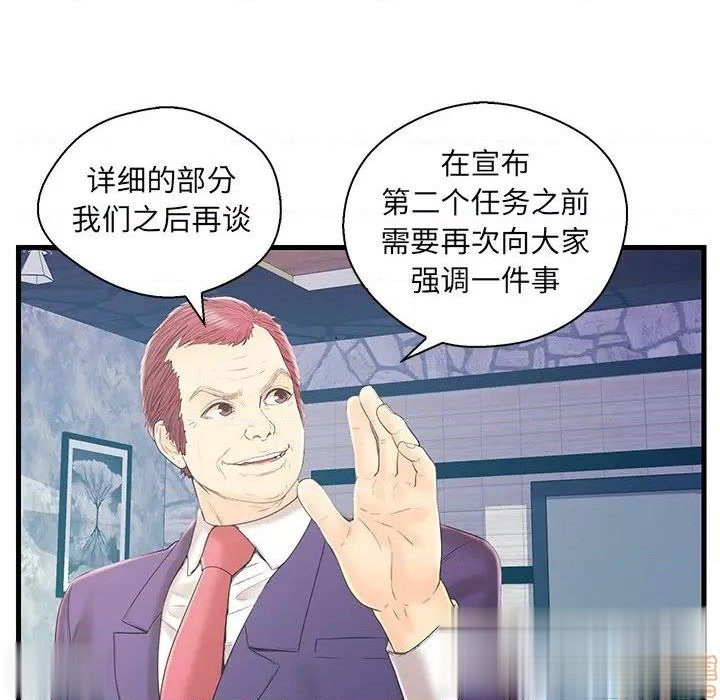 详细的部分
我们之后再谈
在宣布
第二个任务之前
需要再次向大家
强调一件事